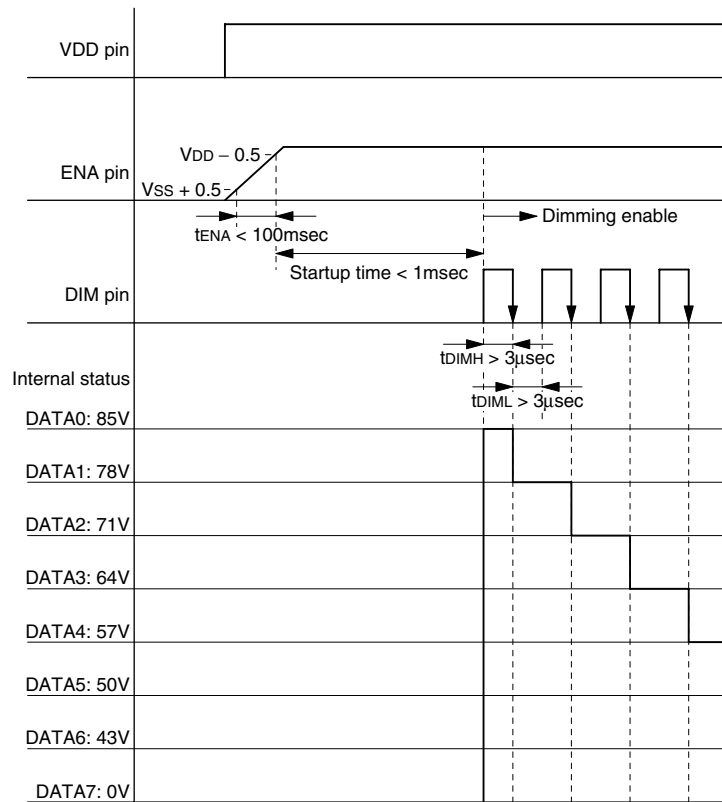 VDD pin
VDD – 0.5
ENA pin
VSS + 0.5
Dimming enable
tENA < 100msec
Startup time < 1msec
DIM pin
tDIMH > 3µsec
Internal status
tDIML > 3µsec
DATA0: 85V
DATA1: 78V
DATA2: 71V
DATA3: 64V
DATA4: 57V
DATA5: 50V
DATA6: 43V
DATA7: 0V